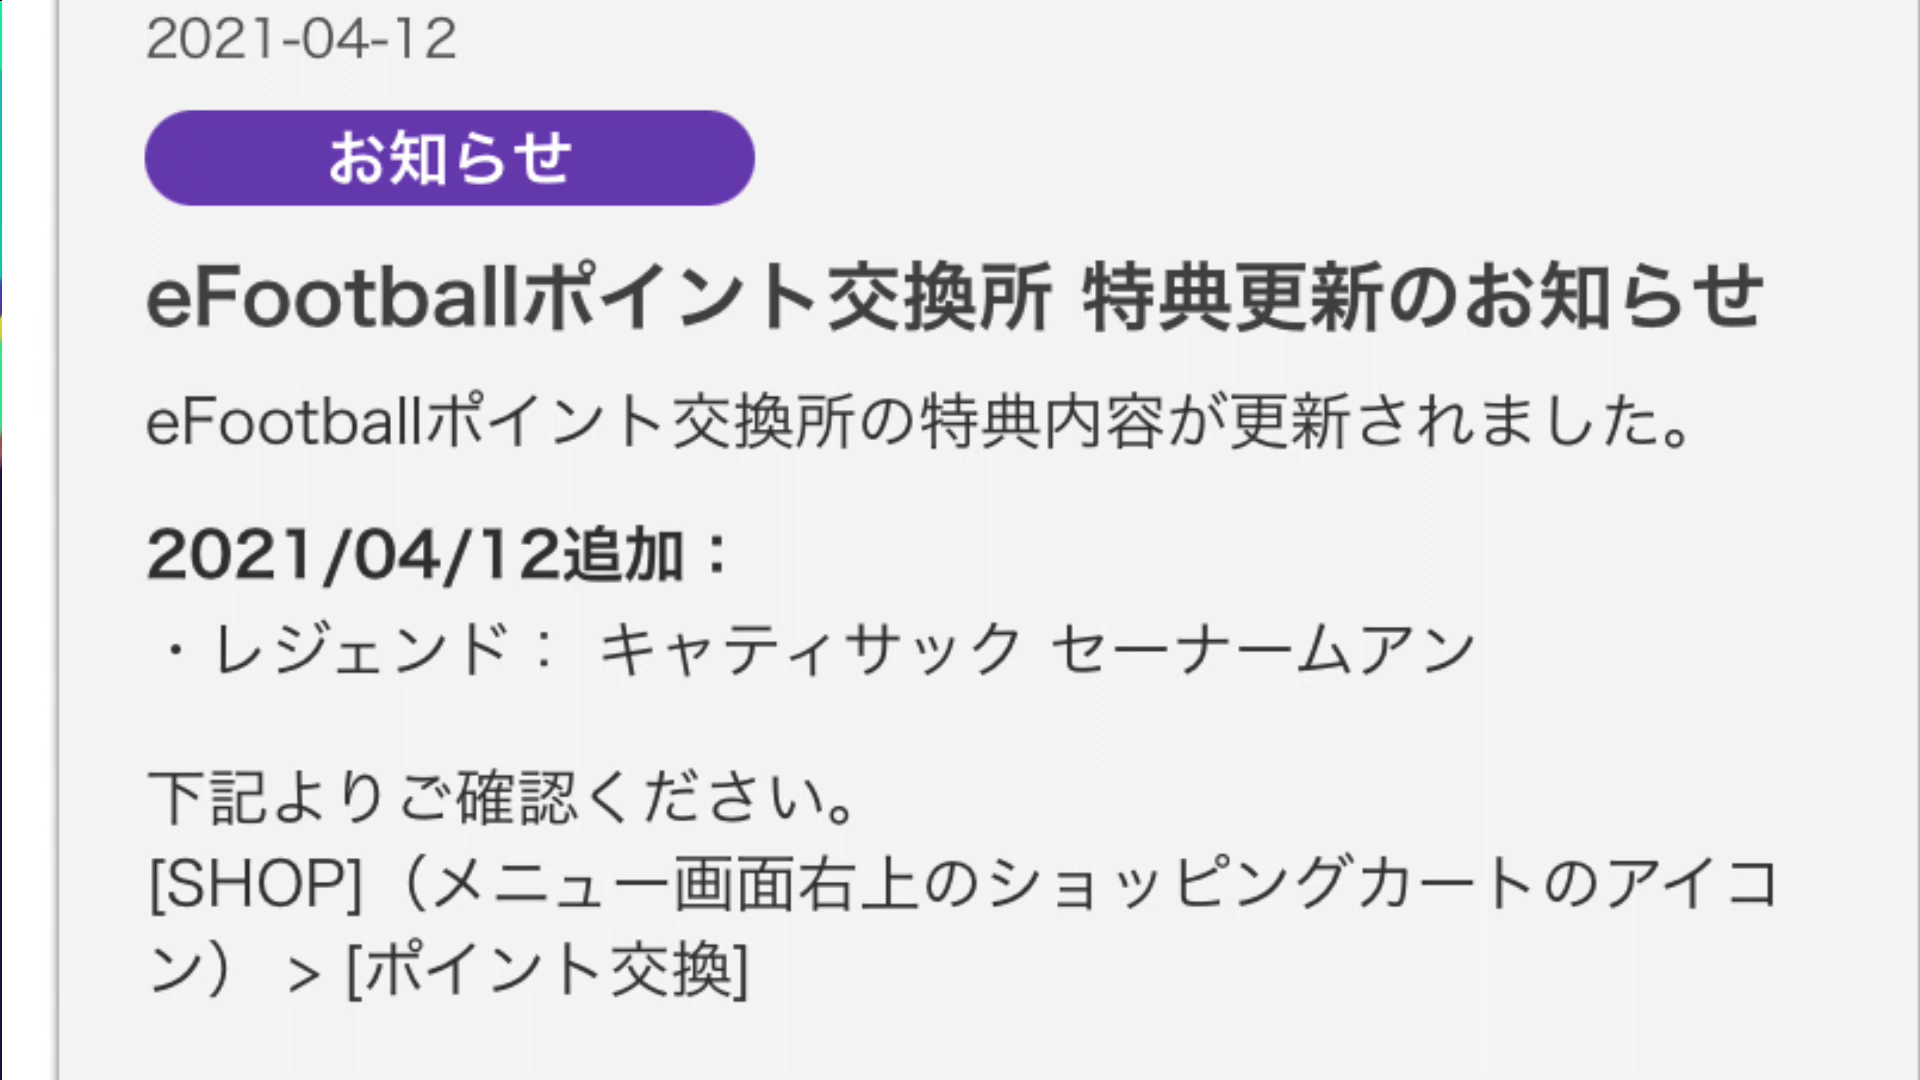 2021-04-12
お知らせ
eFootballポイント交換所 特典更新のお知らせ
eFootballポイント交換所の特典内容が更新されました。
2021/04/12追加：
・レジェンド： キャティサック セーナームアン
下記よりご確認ください。
[SHOP]（メニュー画面右上のショッピングカートのアイコ
ン） > [ポイント交換]